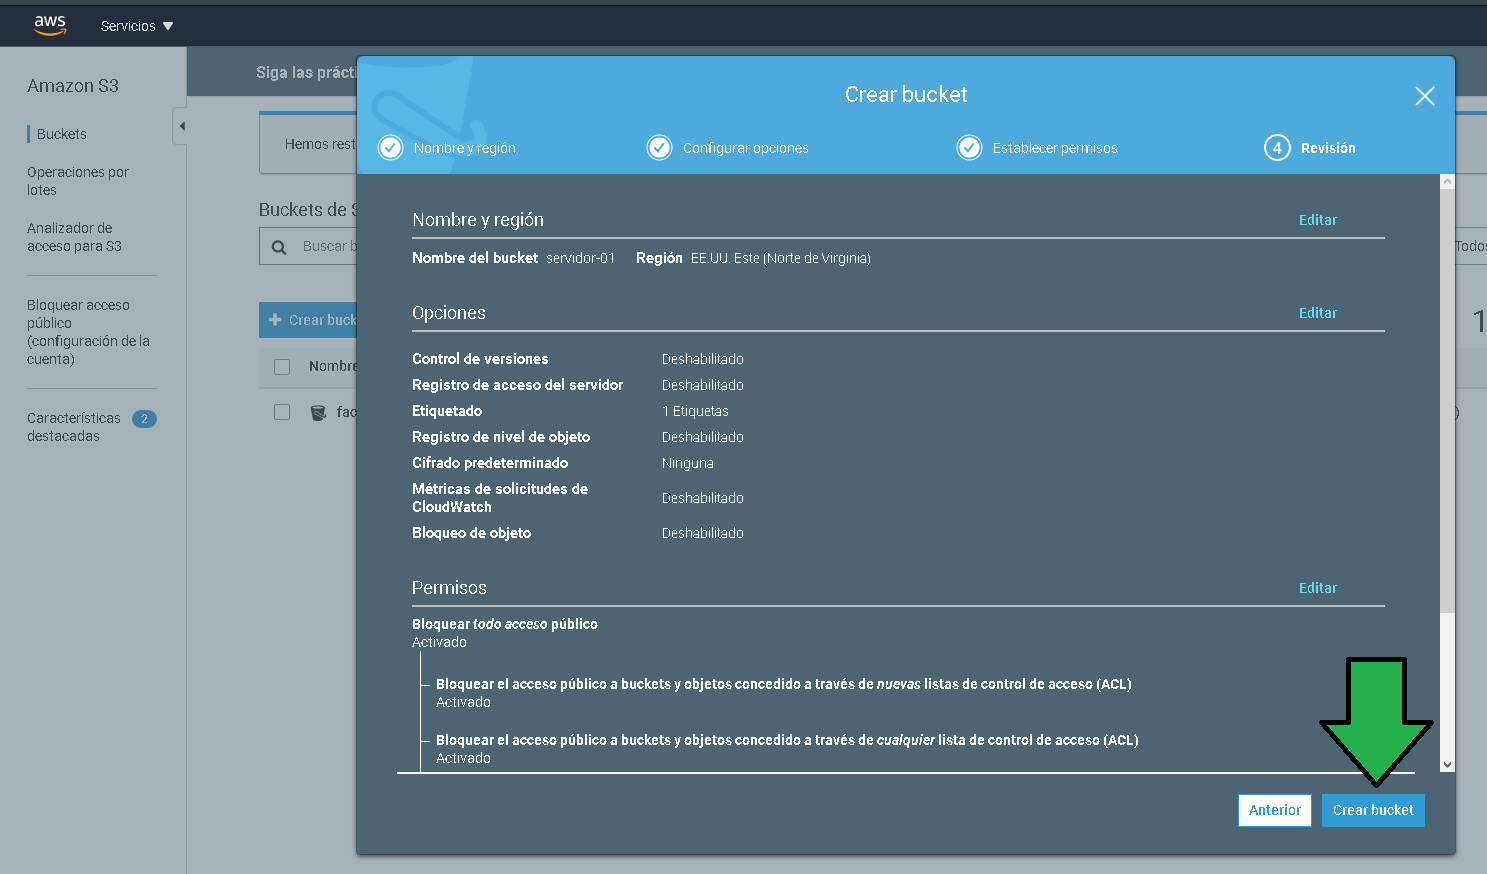 aws
Servicios
Amazon S3
Buckets
Operaciones por
lotes
Analizador de
acceso para S3
Bloquear acceso
público
(configuración de la
cuenta)
Características 2
destacadas
Siga las prácti
Hemos rest
Buckets de S
Buscar b
Crear buck
Nombre
fac
Todos
1
Crear bucket
Nombre y región
Configurar opciones
Establecer permisos
4 Revisión
Nombre y región Editar
Nombre del bucket servidor-01 Región EE.UU. Este (Norte de Virginia)
Opciones Editar
Control de versiones Deshabilitado
Registro de acceso del servidor Deshabilitado
Etiquetado 1 Etiquetas
Registro de nivel de objeto Deshabilitado
Cifrado predeterminado Ninguna
Métricas de solicitudes de
CloudWatch Deshabilitado
Bloqueo de objeto Deshabilitado
Permisos Editar
Bloquear todo acceso público
Activado
Bloquear el acceso público a buckets y objetos concedido a través de nuevas listas de control de acceso (ACL)
Activado
Bloquear el acceso público a buckets y objetos concedido a través de cualquier lista de control de acceso (ACL)
Activado
Anterior Crear bucket